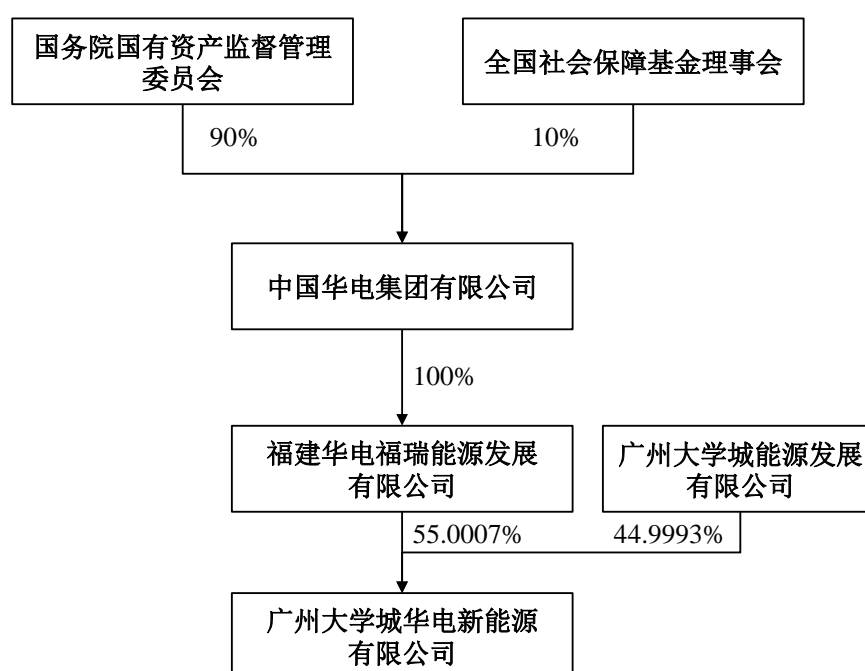 国务院国有资产监督管理
委员会
全国社会保障基金理事会
90%
10%
中国华电集团有限公司
100%
福建华电福瑞能源发展
有限公司
广州大学城能源发展
有限公司
55.0007%
44.9993%
广州大学城华电新能源
有限公司